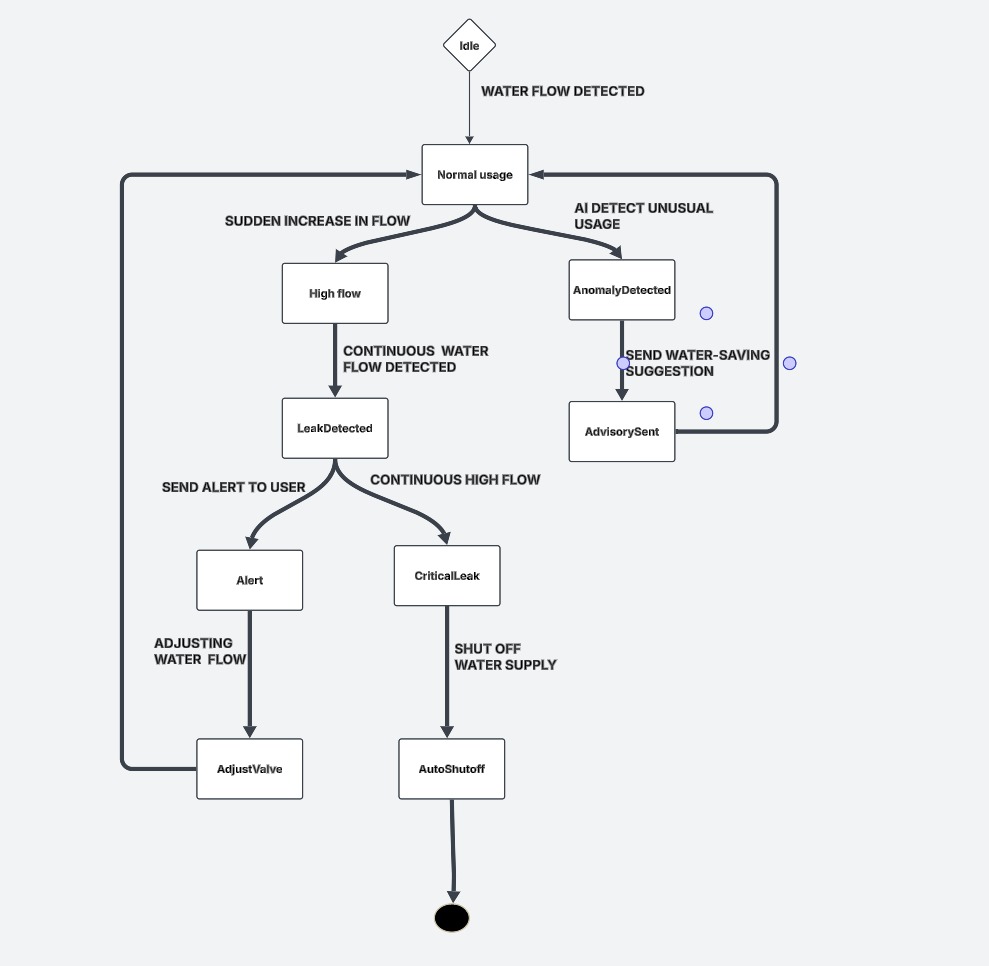 Idle
WATER FLOW DETECTED
Normal usage
SUDDEN INCREASE IN FLOW
AI DETECT UNUSUAL
USAGE
High flow
AnomalyDetected
CONTINUOUS  WATER
FLOW DETECTED
SEND WATER-SAVING
SUGGESTION
LeakDetected
AdvisorySent
SEND ALERT TO USER
CONTINUOUS HIGH FLOW
Alert
CriticalLeak
ADJUSTING
WATER  FLOW
SHUT OFF
WATER SUPPLY
AdjustValve
AutoShutoff